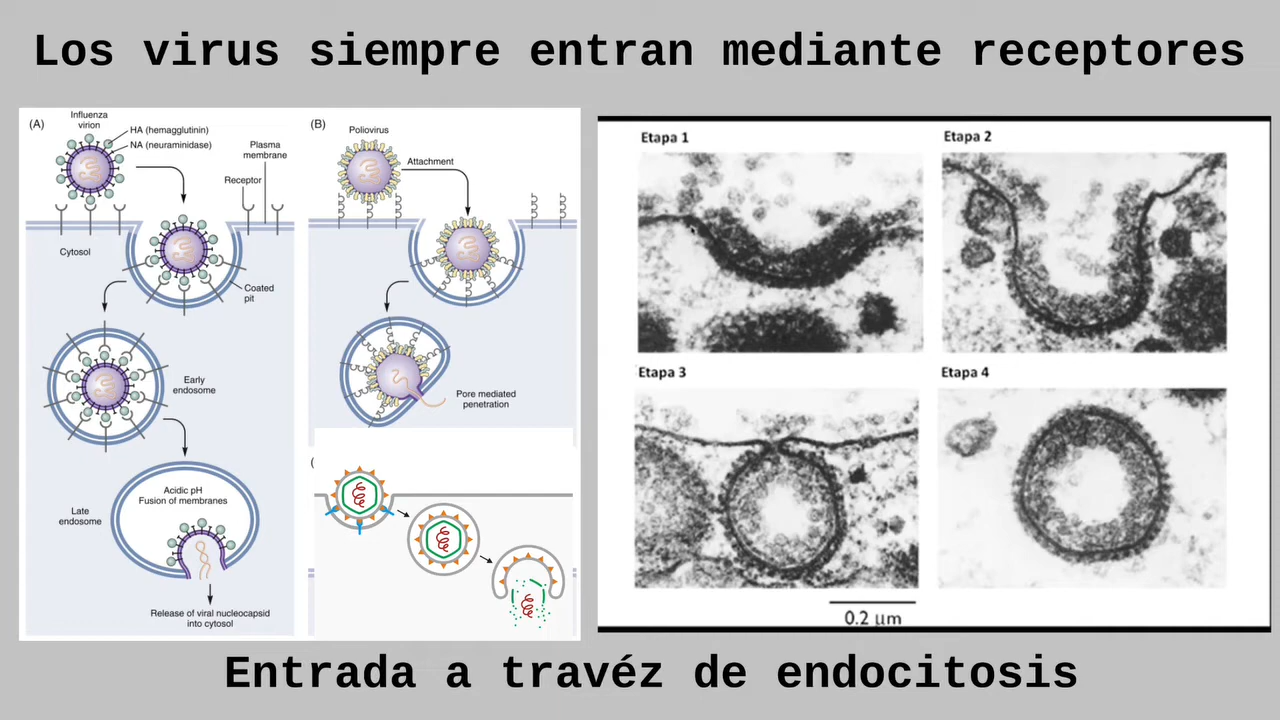 Los virus siempre entran mediante receptores
(A)
Influenza
virion
HA (hemagglutinin)
NA (neuraminidase)
Plasma
membrane
Receptor
Cytosol
Coated
pit
Early
endosome
Acidic pH
Fusion of membranes
Late
endosome
Release of viral nucleocapsid
into cytosol
(B)
Poliovirus
Attachment
Pore mediated
penetration
(
Etapa 1
Etapa 2
Etapa 3
Etapa 4
0.2 µm
Entrada a travéz de endocitosis